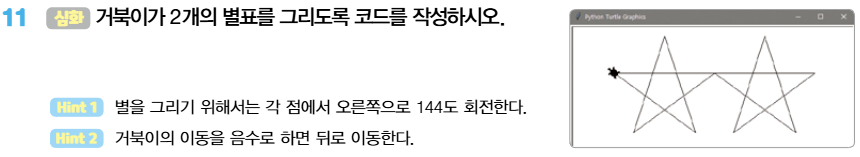 11 심화 거북이가 2개의 별표를 그리도록 코드를 작성하시오.
Python Turtle Graphics
Hint 1 별을 그리기 위해서는 각 점에서 오른쪽으로 144도 회전한다.
Hint 2 거북이의 이동을 음수로 하면 뒤로 이동한다.